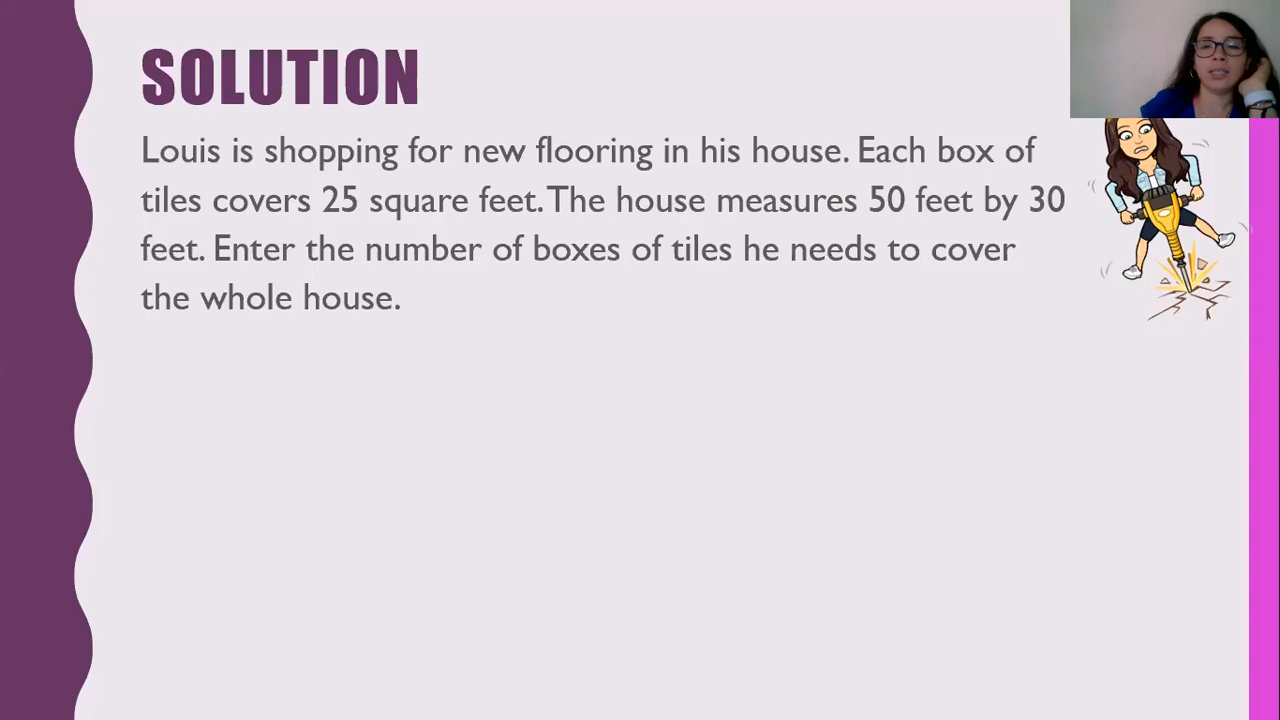 SOLUTION
Louis is shopping for new flooring in his house. Each box of
tiles covers 25 square feet. The house measures 50 feet by 30
feet. Enter the number of boxes of tiles he needs to cover
the whole house.